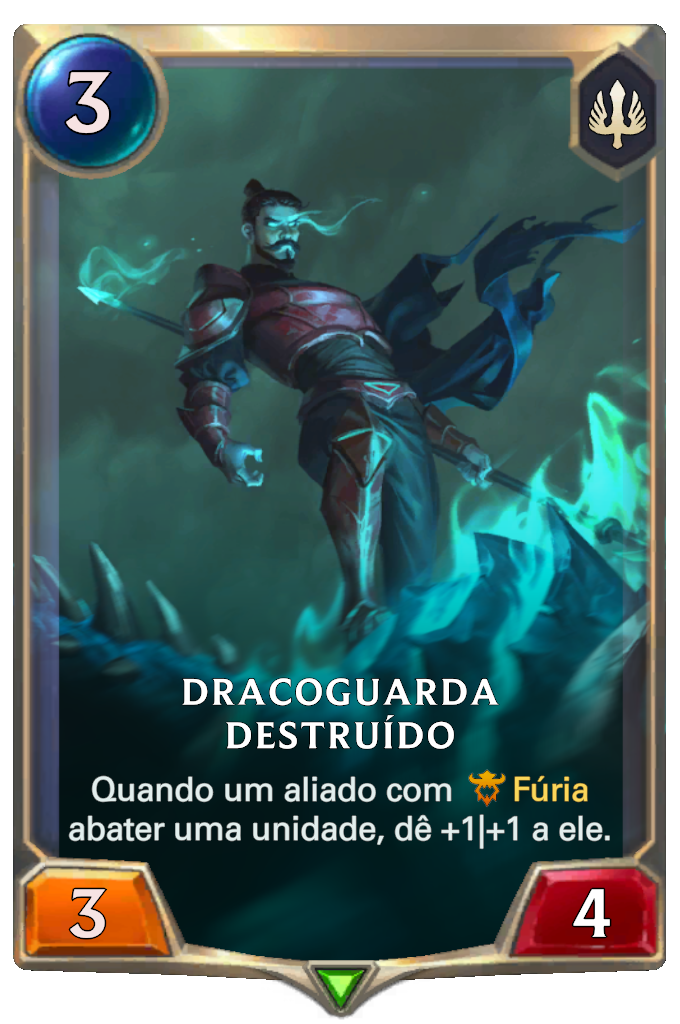 3
DRACOGUARDA
DESTRUÍDO
Quando um aliado com Fúria
abater uma unidade, dê +1|+1 a ele.
3
4